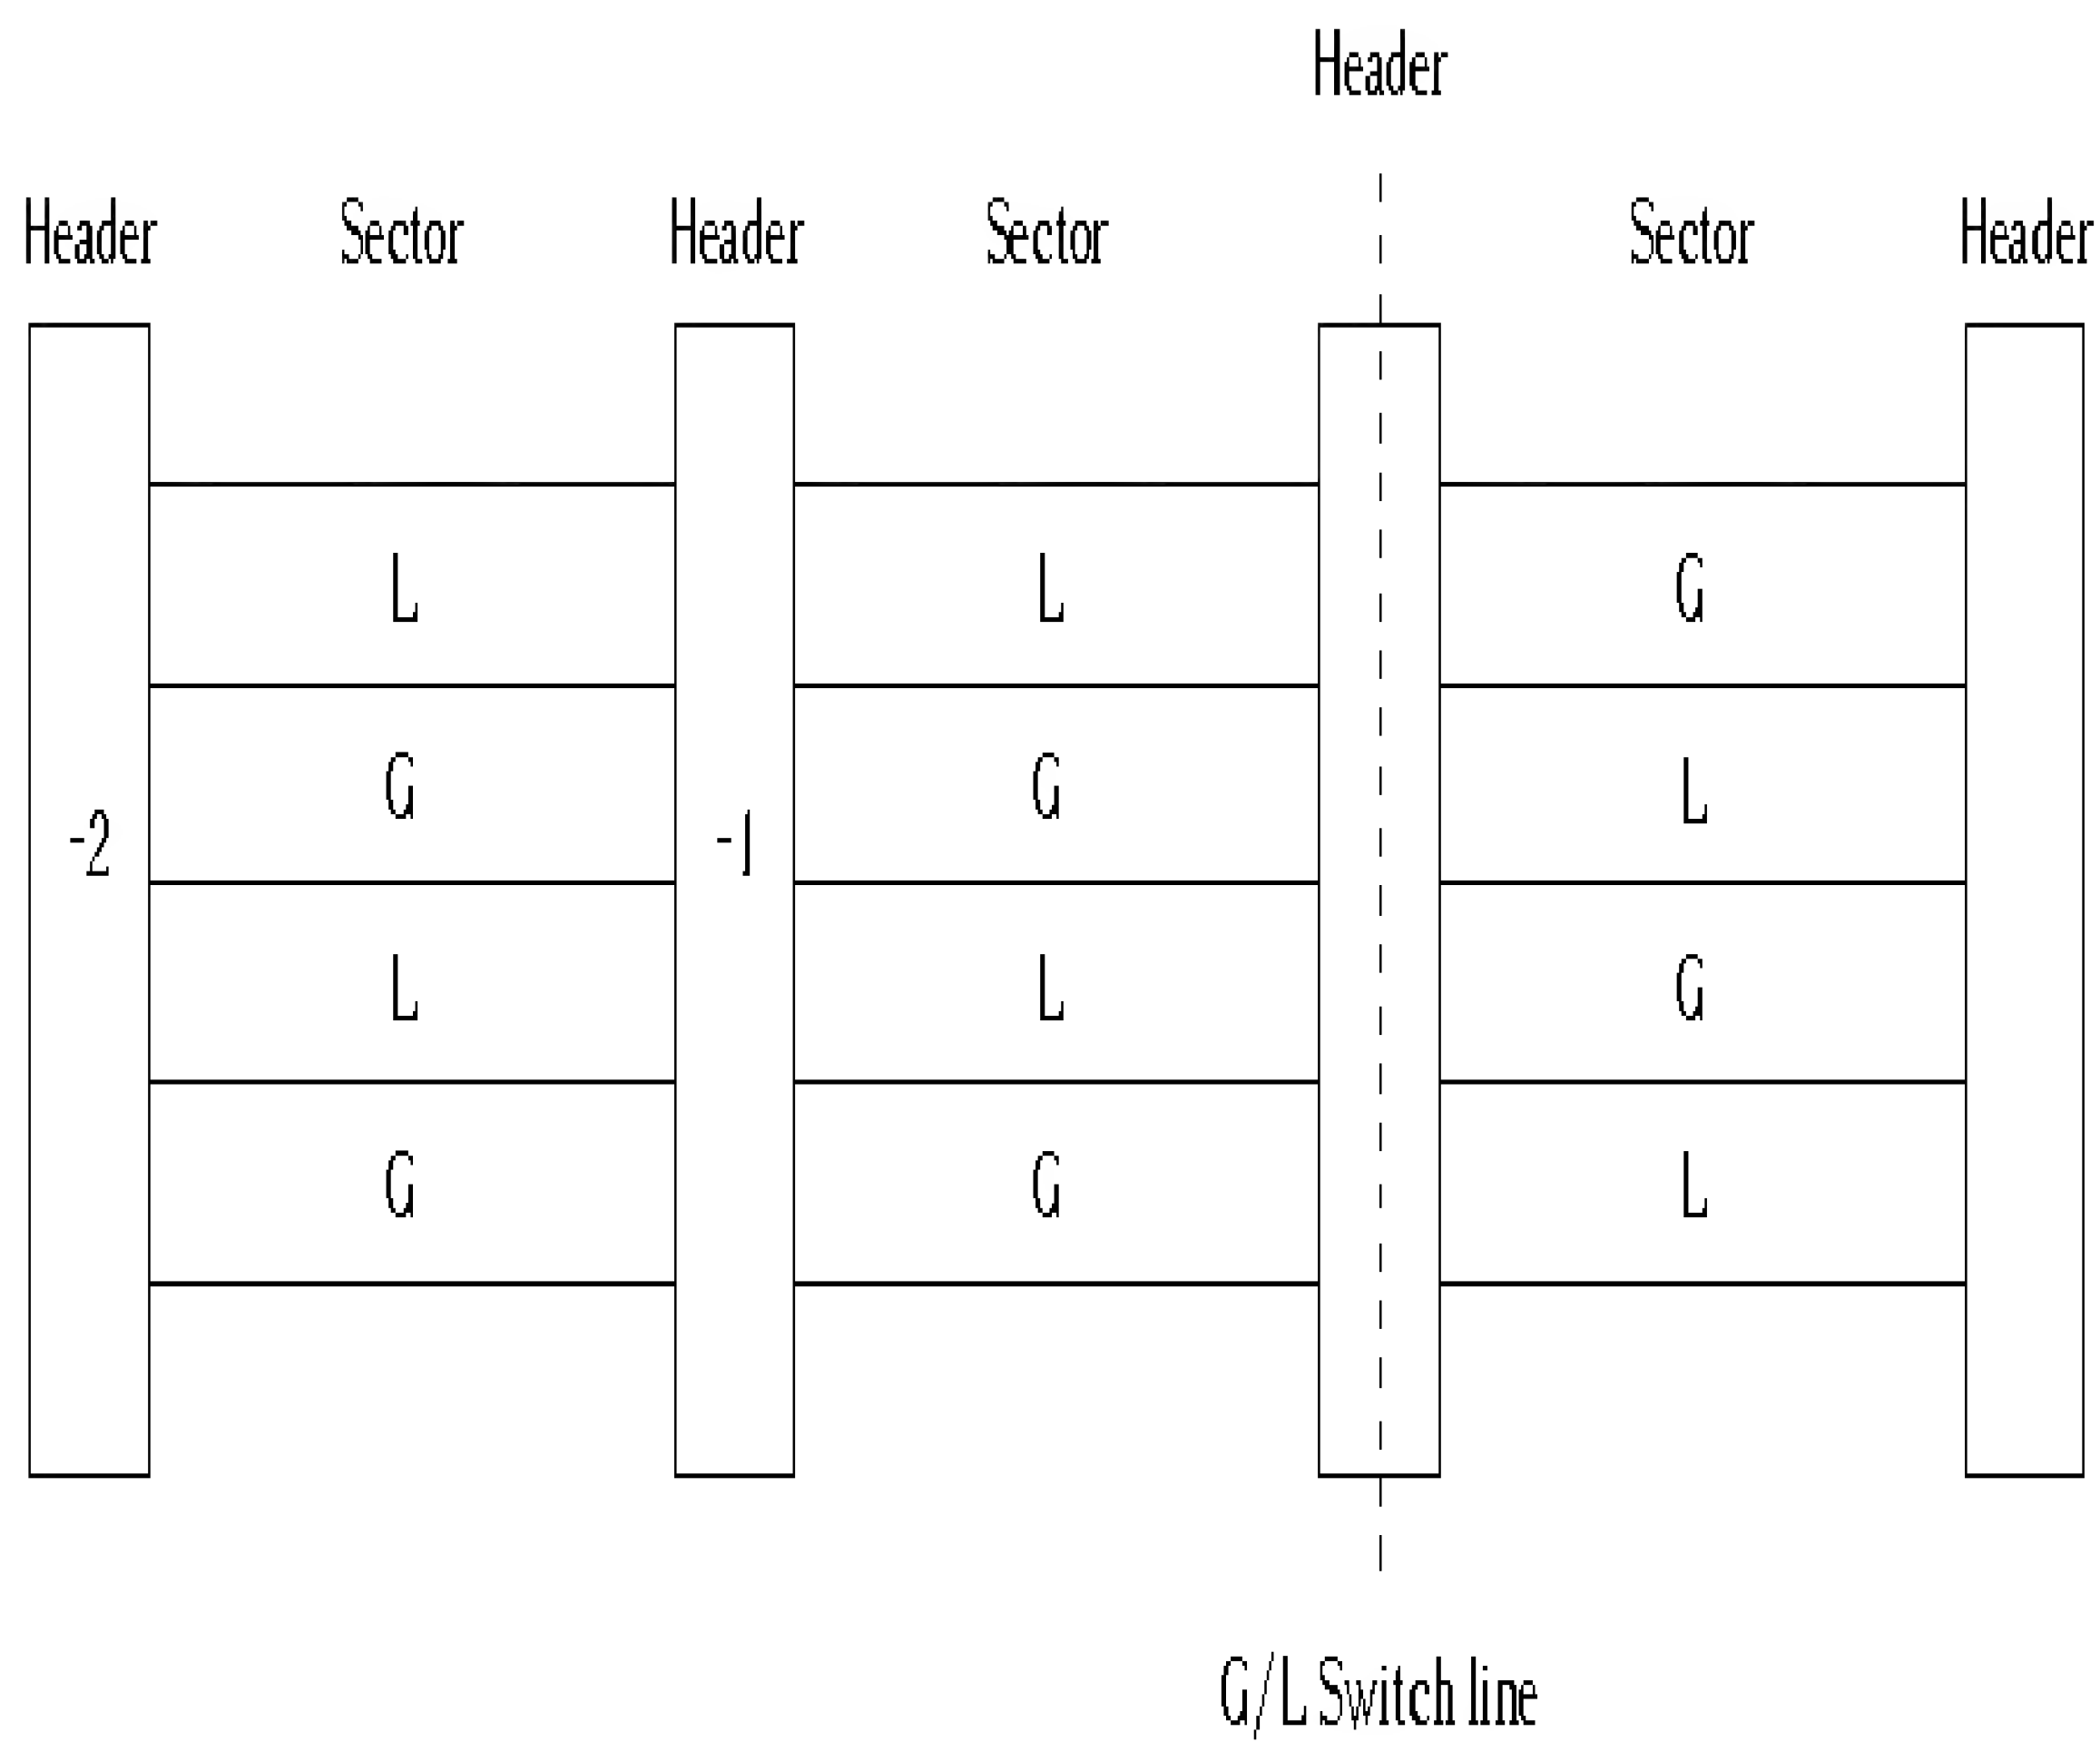 Header
Header Sector Header Sector Sector Header
L L G
G G L
-2 -1
L L G
G G L
G/L Switch line